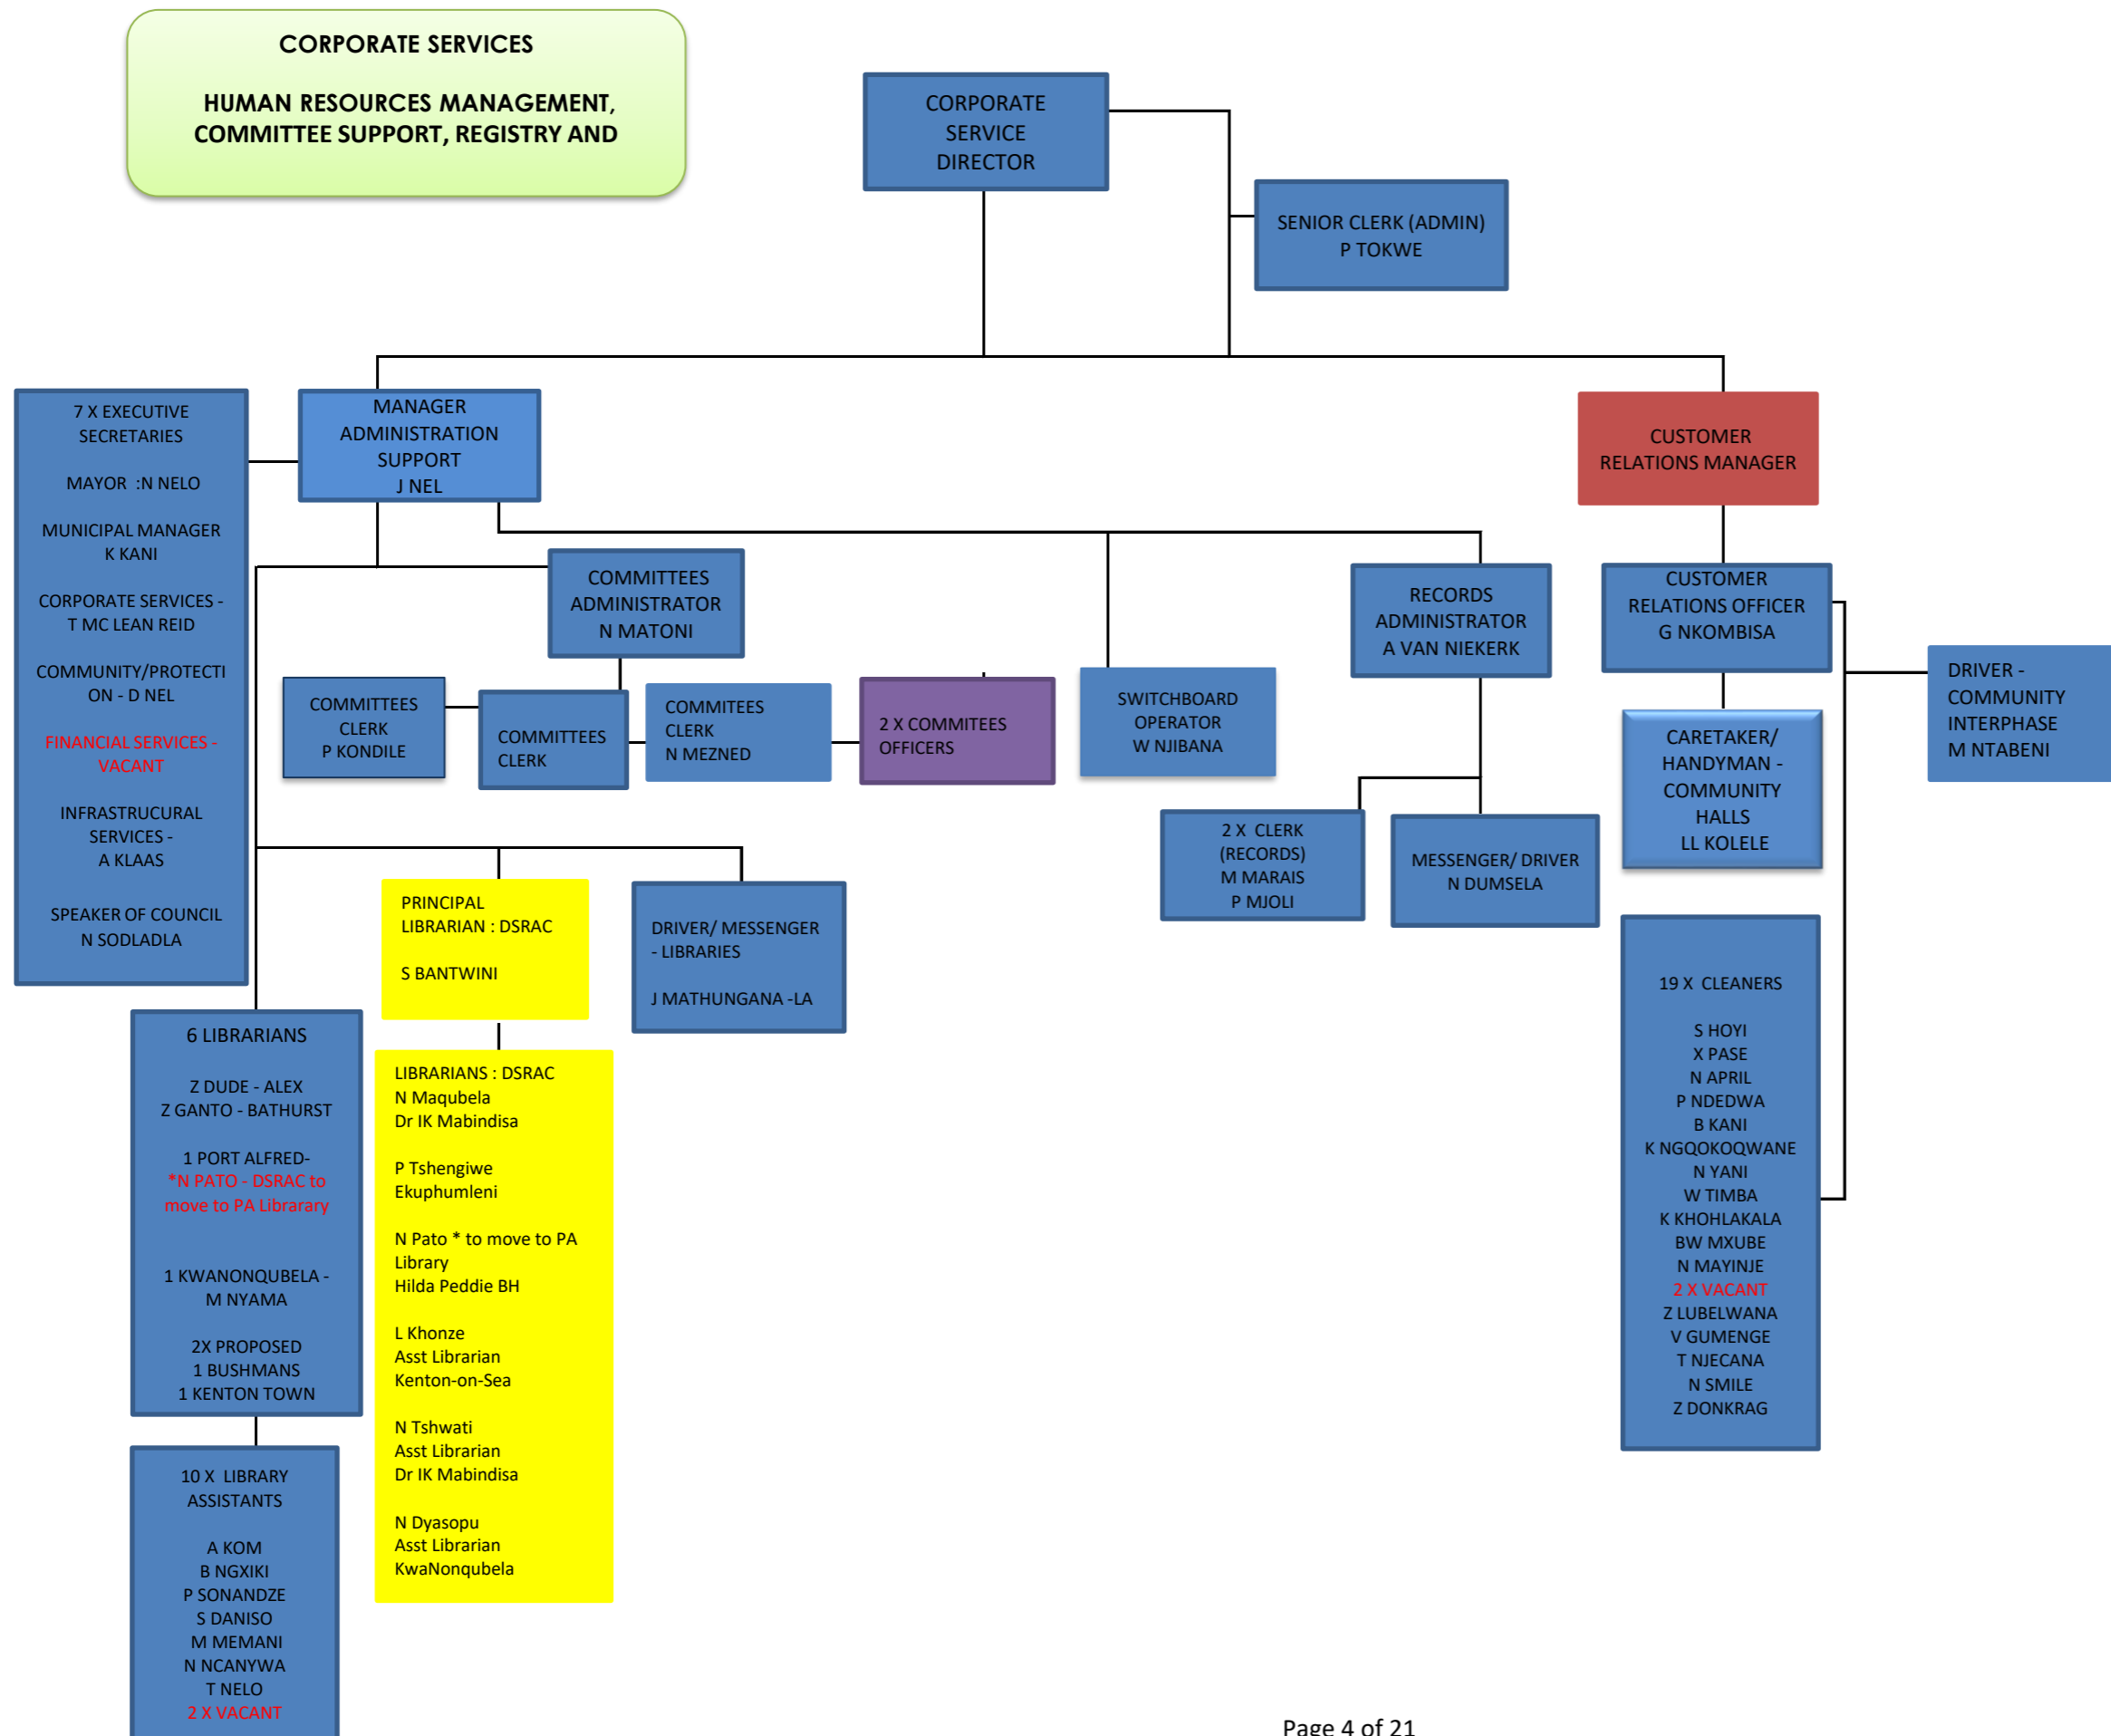 CORPORATE SERVICES
HUMAN RESOURCES MANAGEMENT,
COMMITTEE SUPPORT, REGISTRY AND
CORPORATE
SERVICE
DIRECTOR
SENIOR CLERK (ADMIN)
P TOKWE
7 X EXECUTIVE
SECRETARIES
MAYOR :N NELO
MUNICIPAL MANAGER
K KANI
CORPORATE SERVICES -
T MC LEAN REID
COMMUNITY/PROTECTI
ON - D NEL
FINANCIAL SERVICES -
VACANT
INFRASTRUCURAL
SERVICES -
A KLAAS
SPEAKER OF COUNCIL
N SODLADLA
MANAGER
ADMINISTRATION
SUPPORT
J NEL
CUSTOMER
RELATIONS MANAGER
COMMITTEES
ADMINISTRATOR
N MATONI
RECORDS
ADMINISTRATOR
A VAN NIEKERK
CUSTOMER
RELATIONS OFFICER
G NKOMBISA
DRIVER -
COMMUNITY
INTERPHASE
M NTABENI
COMMITTEES
CLERK
P KONDILE
COMMITTEES
CLERK
COMMITEES
CLERK
N MEZNED
2 X COMMITEES
OFFICERS
SWITCHBOARD
OPERATOR
W NJIBANA
CARETAKER/
HANDYMAN -
COMMUNITY
HALLS
LL KOLELE
2 X CLERK
(RECORDS)
M MARAIS
P MJOLI
MESSENGER/ DRIVER
N DUMSELA
PRINCIPAL
LIBRARIAN : DSRAC
S BANTWINI
DRIVER/ MESSENGER
- LIBRARIES
J MATHUNGANA -LA
19 X CLEANERS
S HOYI
X PASE
N APRIL
P NDEDWA
B KANI
K NGQOKOQWANE
N YANI
W TIMBA
K KHOHLAKALA
BW MXUBE
N MAYINJE
2 X VACANT
Z LUBELWANA
V GUMENGE
T NJECANA
N SMILE
Z DONKRAG
6 LIBRARIANS
Z DUDE - ALEX
Z GANTO - BATHURST
1 PORT ALFRED-
*N PATO - DSRAC to
move to PA Librarary
1 KWANONQUBELA -
M NYAMA
2X PROPOSED
1 BUSHMANS
1 KENTON TOWN
LIBRARIANS : DSRAC
N Maqubela
Dr IK Mabindisa
P Tshengiwe
Ekuphumleni
N Pato * to move to PA
Library
Hilda Peddie BH
L Khonze
Asst Librarian
Kenton-on-Sea
N Tshwati
Asst Librarian
Dr IK Mabindisa
N Dyasopu
Asst Librarian
KwaNonqubela
10 X LIBRARY
ASSISTANTS
A KOM
B NGXIKI
P SONANDZE
S DANISO
M MEMANI
N NCANYWA
T NELO
2 X VACANT
Page 4 of 21